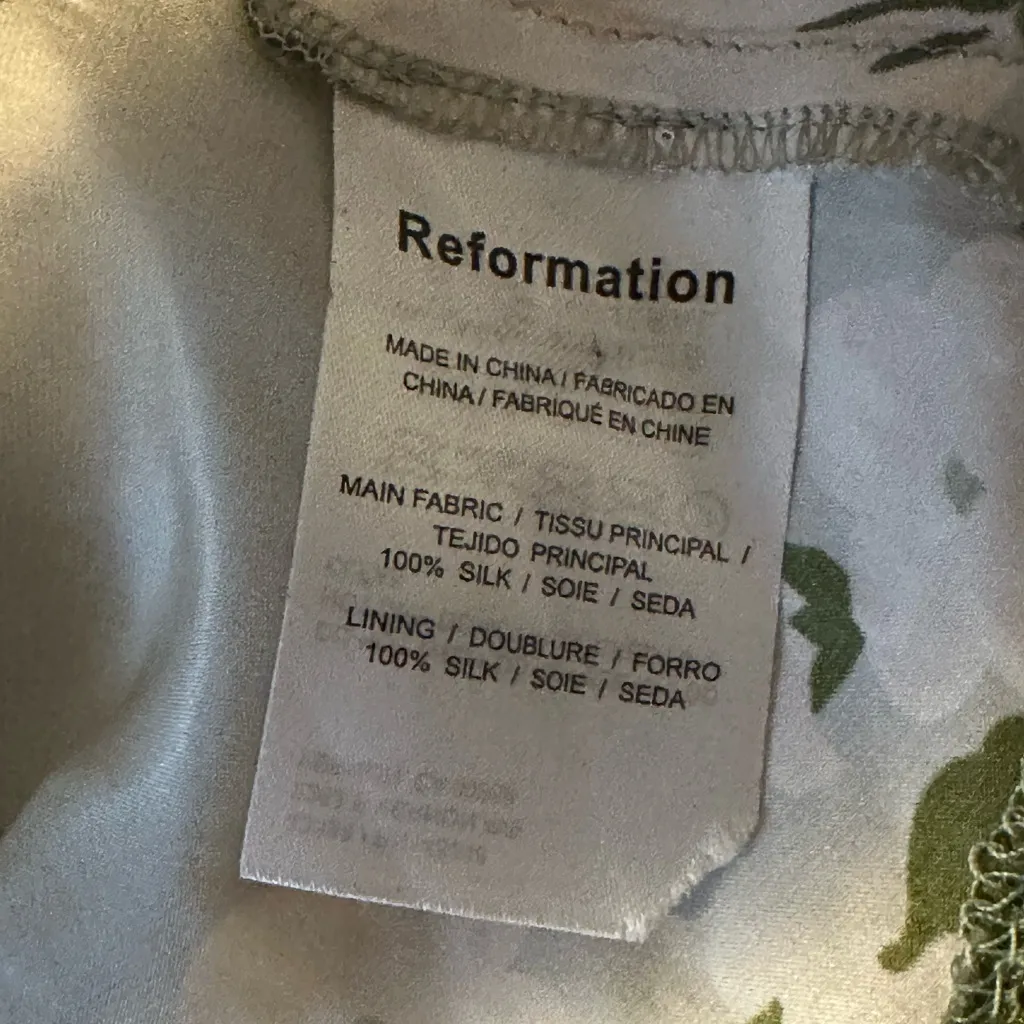 Reformation
MADE IN CHINA / FABRICADO EN
CHINA / FABRIQUÉ EN CHINE
MAIN FABRIC / TISSU PRINCIPAL /
TEJIDO PRINCIPAL
100% SILK / SOIE / SEDA
LINING / DOUBLURE / FORRO
100% SILK / SOIE / SEDA